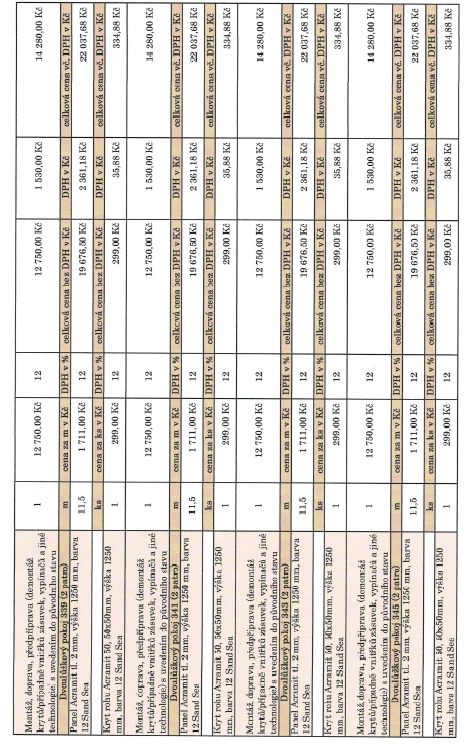 Montáž, doprava, předpříprava (demontáž
krytů/případně vnitřků zásuvek, vypínačů a jiné
technologie) s uvedením do původního stavu 1 12 750,00 Kč 12 12 750,00 Kč 1 530,00 Kč 14 280,00 Kč
Dvoulůžkový pokoj 339 (2 patro) m cena za m v Kč DPH v % celková cena bez DPH v Kč DPH v Kč celková cena vč. DPH v Kč
Panel Acramit tl. 2 mm, výška 1250 mm, barva
12 Sand Sea 11,5 1 711,00 Kč 12 19 676,50 Kč 2 361,18 Kč 22 037,68 Kč
ks cena za ks v Kč DPH v % celková cena bez DPH v Kč DPH v Kč celková cena vč. DPH v Kč
Kryt rohu Acramit 50, 50x50mm, výška 1250
mm, barva 12 Sand Sea 1 299,00 Kč 12 299,00 Kč 35,88 Kč 334,88 Kč
Montáž, doprava, předpříprava (demontáž
krytů/případně vnitřků zásuvek, vypínačů a jiné
technologie) s uvedením do původního stavu 1 12 750,00 Kč 12 12 750,00 Kč 1 530,00 Kč 14 280,00 Kč
Dvoulůžkový pokoj 341 (2 patro) m cena za m v Kč DPH v % celková cena bez DPH v Kč DPH v Kč celková cena vč. DPH v Kč
Panel Acramit tl. 2 mm, výška 1250 mm, barva
12 Sand Sea 11,5 1 711,00 Kč 12 19 676,50 Kč 2 361,18 Kč 22 037,68 Kč
ks cena za ks v Kč DPH v % celková cena bez DPH v Kč DPH v Kč celková cena vč. DPH v Kč
Kryt rohu Acramit 50, 50x50mm, výška 1250
mm, barva 12 Sand Sea 1 299,00 Kč 12 299,00 Kč 35,88 Kč 334,88 Kč
Montáž, doprava, předpříprava (demontáž
krytů/případně vnitřků zásuvek, vypínačů a jiné
technologie) s uvedením do původního stavu 1 12 750,00 Kč 12 12 750,00 Kč 1 530,00 Kč 14 280,00 Kč
Dvoulůžkový pokoj 343 (2 patro) m cena za m v Kč DPH v % celková cena bez DPH v Kč DPH v Kč celková cena vč. DPH v Kč
Panel Acramit tl. 2 mm, výška 1250 mm, barva
12 Sand Sea 11,5 1 711,00 Kč 12 19 676,50 Kč 2 361,18 Kč 22 037,68 Kč
ks cena za ks v Kč DPH v % celková cena bez DPH v Kč DPH v Kč celková cena vč. DPH v Kč
Kryt rohu Acramit 50, 50x50mm, výška 1250
mm, barva 12 Sand Sea 1 299,00 Kč 12 299,00 Kč 35,88 Kč 334,88 Kč
Montáž, doprava, předpříprava (demontáž
krytů/případně vnitřků zásuvek, vypínačů a jiné
technologie) s uvedením do původního stavu 1 12 750,00 Kč 12 12 750,00 Kč 1 530,00 Kč 14 280,00 Kč
Dvoulůžkový pokoj 345 (2 patro) m cena za m v Kč DPH v % celková cena bez DPH v Kč DPH v Kč celková cena vč. DPH v Kč
Panel Acramit tl. 2 mm, výška 1250 mm, barva
12 Sand Sea 11,5 1 711,00 Kč 12 19 676,50 Kč 2 361,18 Kč 22 037,68 Kč
ks cena za ks v Kč DPH v % celková cena bez DPH v Kč DPH v Kč celková cena vč. DPH v Kč
Kryt rohu Acramit 50, 50x50mm, výška 1250
mm, barva 12 Sand Sea 1 299,00 Kč 12 299,00 Kč 35,88 Kč 334,88 Kč